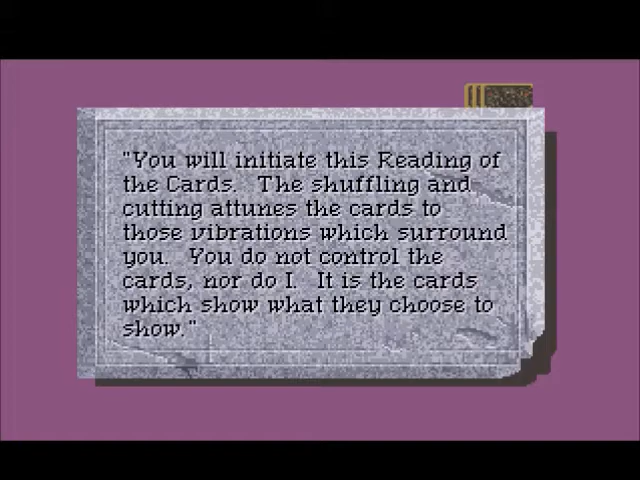 "You will initiate this Reading of
the Cards.  The shuffling and
cutting attunes the cards to
those vibrations which surround
you.  You do not control the
cards, nor do I.  It is the cards
which show what they choose to
show."